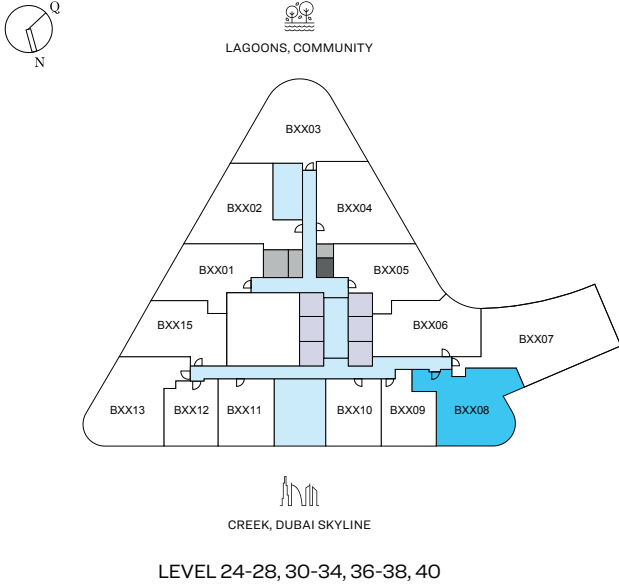 Q
N
LAGOONS, COMMUNITY
BXX03
BXX02
BXX04
BXX01
BXX05
BXX15
BXX06
BXX07
BXX13
BXX12
BXX11
BXX10
BXX09
BXX08
CREEK, DUBAI SKYLINE
LEVEL 24-28, 30-34, 36-38, 40